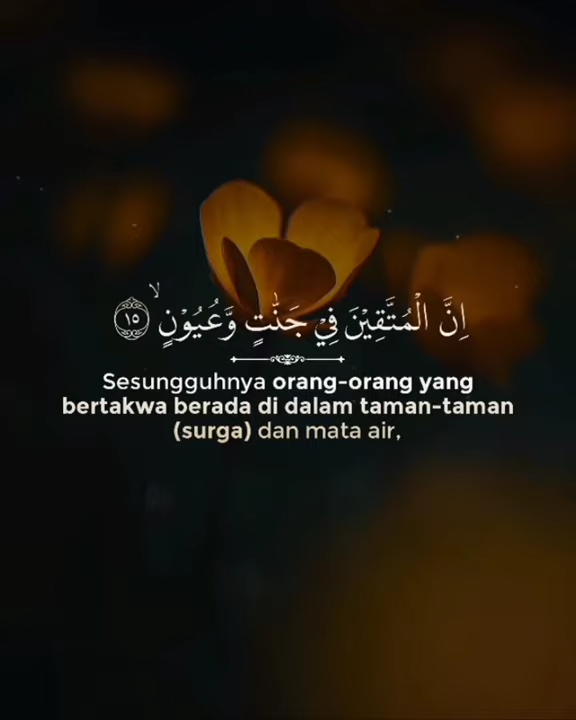 اِنَّ الْمُتَّقِيْنَ فِيْ جَنّٰتٍ وَّعُيُوْنٍۙ ١٥
Sesungguhnya orang-orang yang
bertakwa berada di dalam taman-taman
(surga) dan mata air,